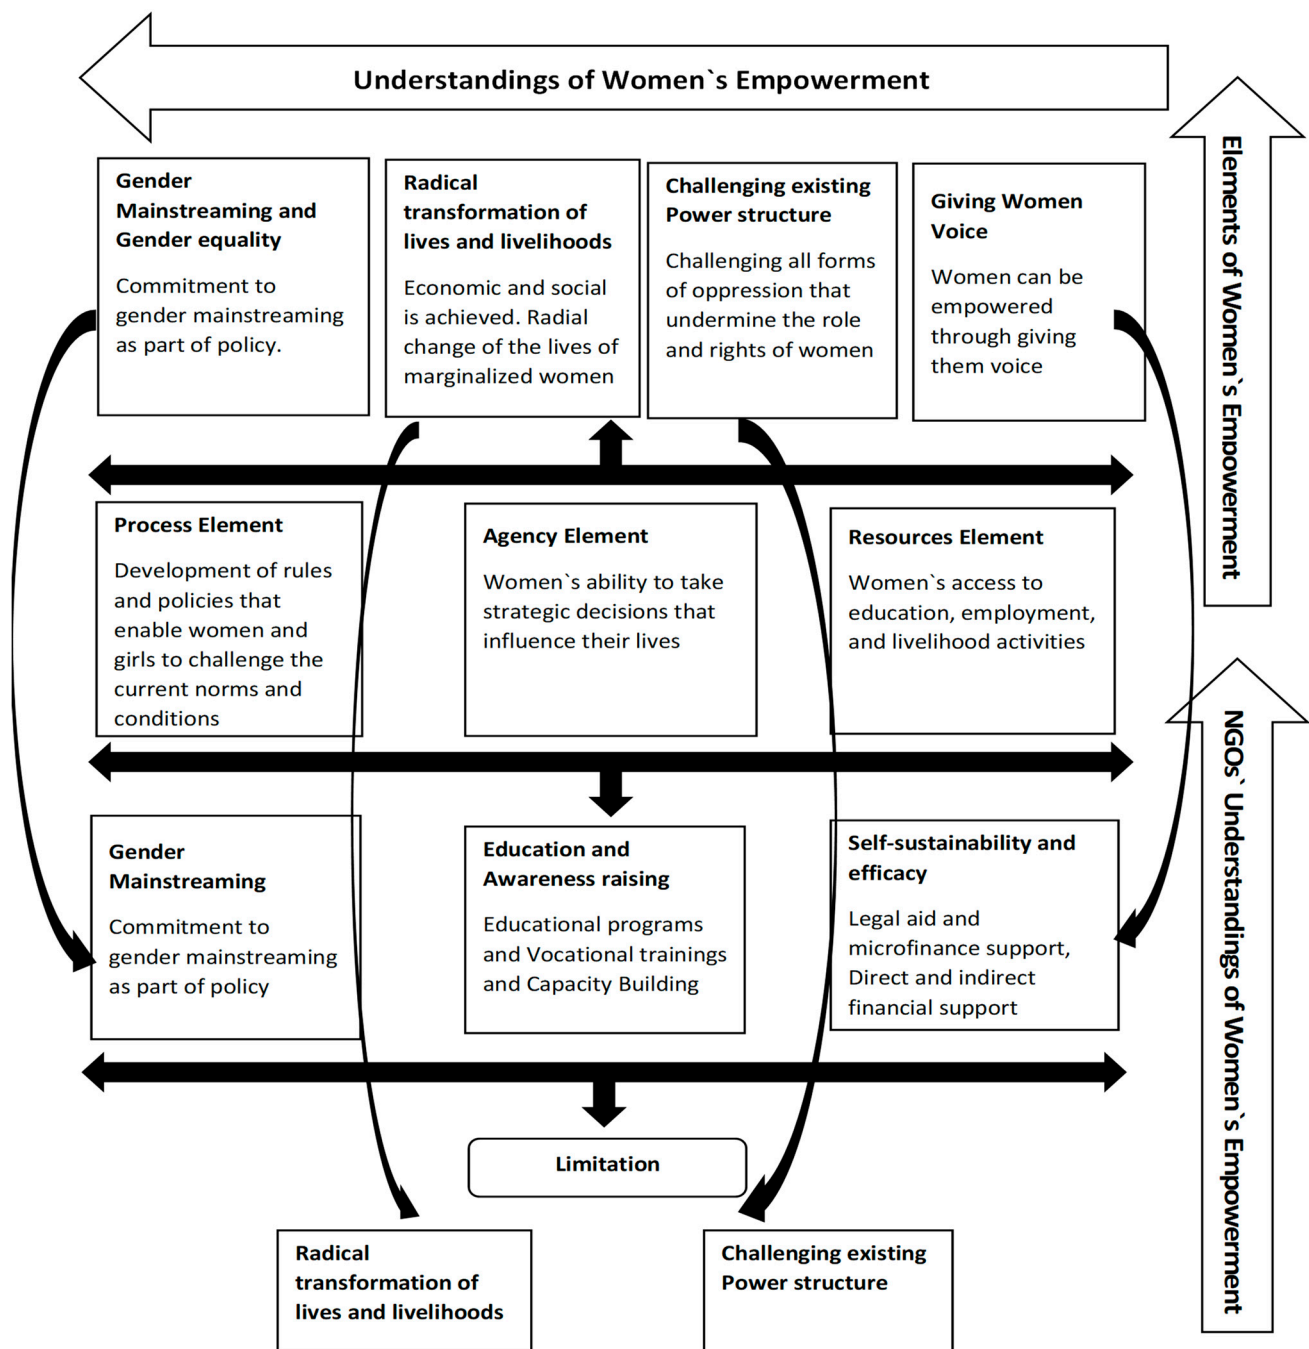 Understandings of Women`s Empowerment
Gender
Mainstreaming and
Gender equality
Commitment to
gender mainstreaming
as part of policy.
Radical
transformation of
lives and livelihoods
Economic and social
is achieved. Radial
change of the lives of
marginalized women
Challenging existing
Power structure
Challenging all forms
of oppression that
undermine the role
and rights of women
Giving Women
Voice
Women can be
empowered
through giving
them voice
Elements of Women`s Empowerment
Process Element
Development of rules
and policies that
enable women and
girls to challenge the
current norms and
conditions
Agency Element
Women`s ability to take
strategic decisions that
influence their lives
Resources Element
Women`s access to
education, employment,
and livelihood activities
NGOs` Understandings of Women`s Empowerment
Gender
Mainstreaming
Commitment to
gender mainstreaming
as part of policy
Education and
Awareness raising
Educational programs
and Vocational trainings
and Capacity Building
Self-sustainability and
efficacy
Legal aid and
microfinance support,
Direct and indirect
financial support
Limitation
Radical
transformation of
lives and livelihoods
Challenging existing
Power structure